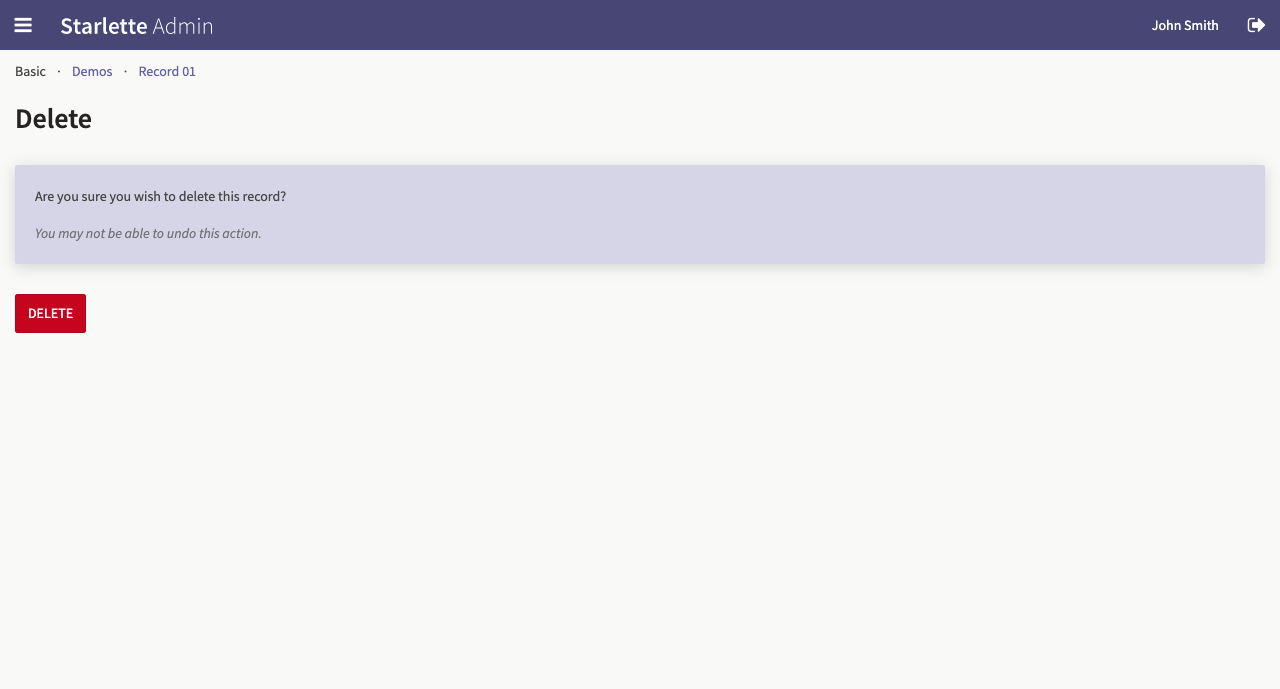 Starlette Admin
John Smith
Basic · Demos · Record 01
Delete
Are you sure you wish to delete this record?
You may not be able to undo this action.
DELETE